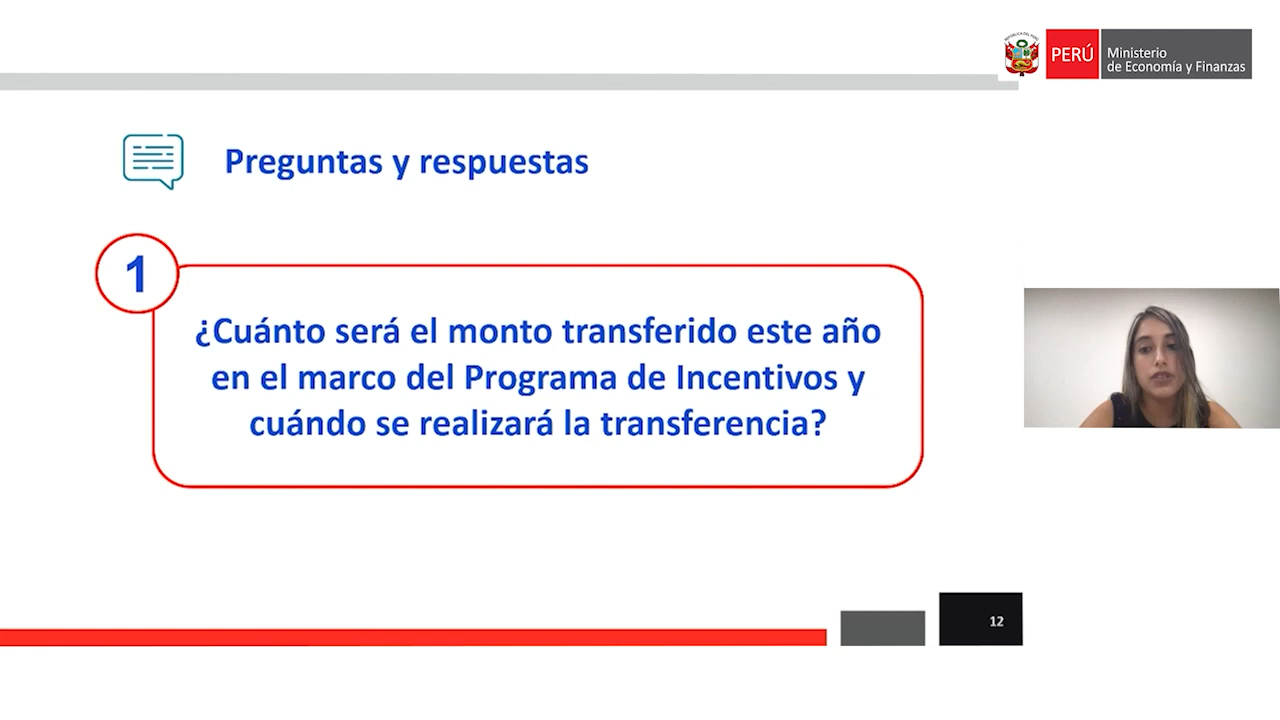 PERÚ
Ministerio
de Economía y Finanzas
Preguntas y respuestas
1
¿Cuánto será el monto transferido este año
en el marco del Programa de Incentivos y
cuándo se realizará la transferencia?
12